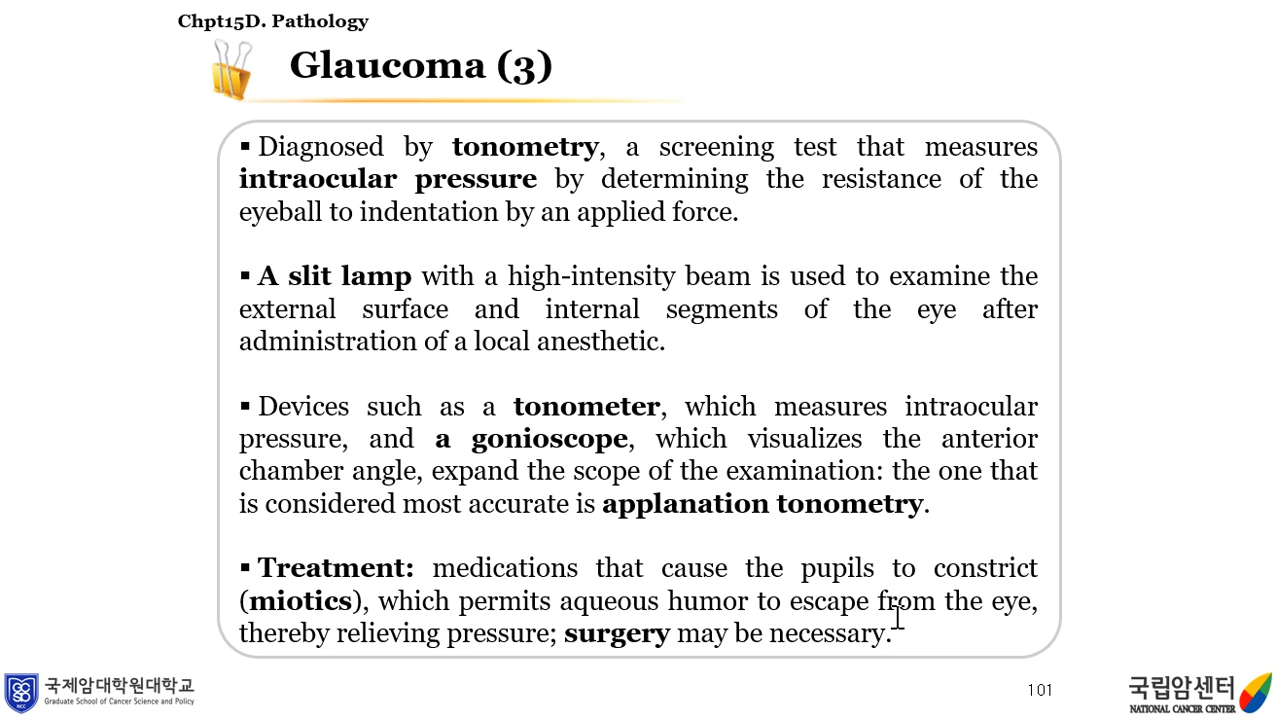 Chpt15D. Pathology
Glaucoma (3)
▪ Diagnosed by tonometry, a screening test that measures
intraocular pressure by determining the resistance of the
eyeball to indentation by an applied force.
▪ A slit lamp with a high-intensity beam is used to examine the
external surface and internal segments of the eye after
administration of a local anesthetic.
▪ Devices such as a tonometer, which measures intraocular
pressure, and a gonioscope, which visualizes the anterior
chamber angle, expand the scope of the examination: the one that
is considered most accurate is applanation tonometry.
▪ Treatment: medications that cause the pupils to constrict
(miotics), which permits aqueous humor to escape from the eye,
thereby relieving pressure; surgery may be necessary.
NCC
국제암대학원대학교
Graduate School of Cancer Science and Policy
101
국립암센터
NATIONAL CANCER CENTER